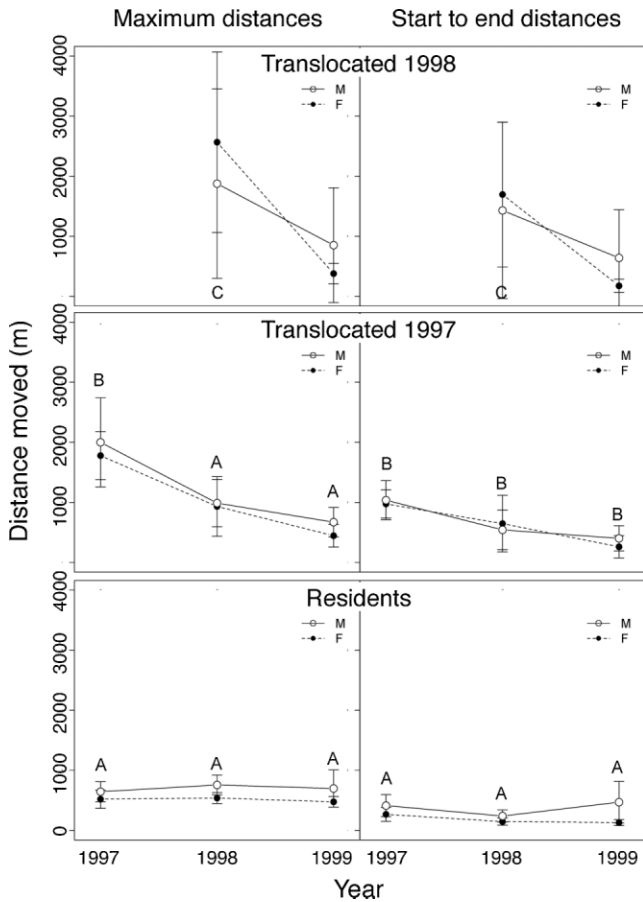 Maximum distances Start to end distances
Translocated 1998
M M
F F
4000
3000
2000
1000
C C
Translocated 1997
M M
F F
4000
3000
2000
1000
B A A B B B
Residents
M M
F F
4000
3000
2000
1000
0
A A A A A A
1997 1998 1999 1997 1998 1999
Year
Distance moved (m)